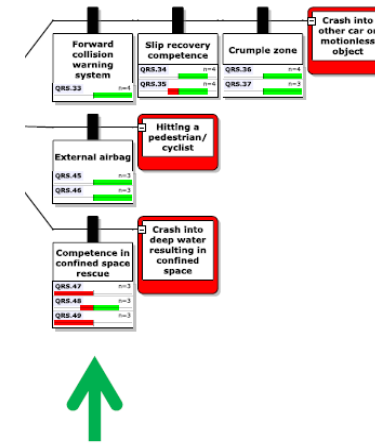 Forward
collision
warning
system
QRS.33 n=4
Slip recovery
competence
QRS.34 n=4
QRS.35 n=4
Crumple zone
QRS.36 n=4
QRS.37 n=3
Crash into
other car or
motionless
object
External airbag
QRS.45 n=3
QRS.46 n=3
Hitting a
pedestrian/
cyclist
Competence in
confined space
rescue
QRS.47 n=3
QRS.48 n=3
QRS.49 n=3
Crash into
deep water
resulting in
confined
space